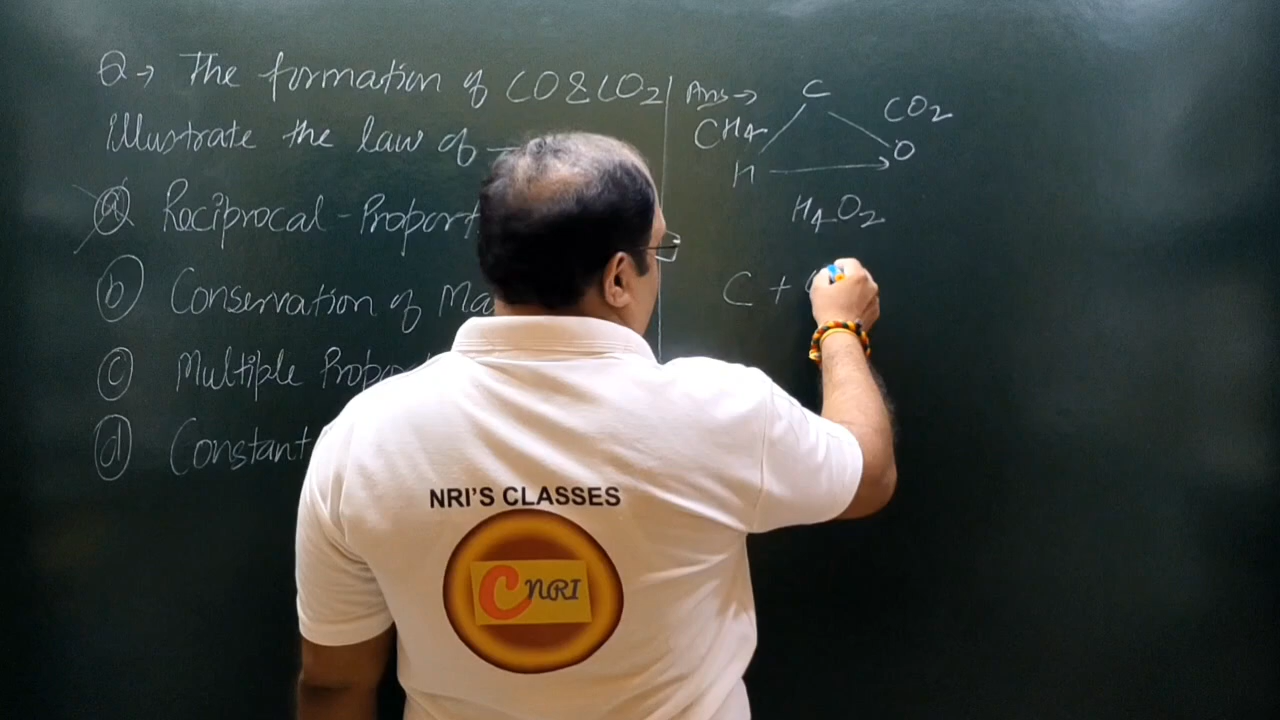 Q→ The formation of CO & CO2
Illustrate the law of —
(a) Reciprocal-Proport
(b) Conservation of Ma
(c) Multiple Propo
(d) Constant
Ans→
C
CH4
CO2
H
O
H4O2
C +
NRI'S CLASSES
CNRI